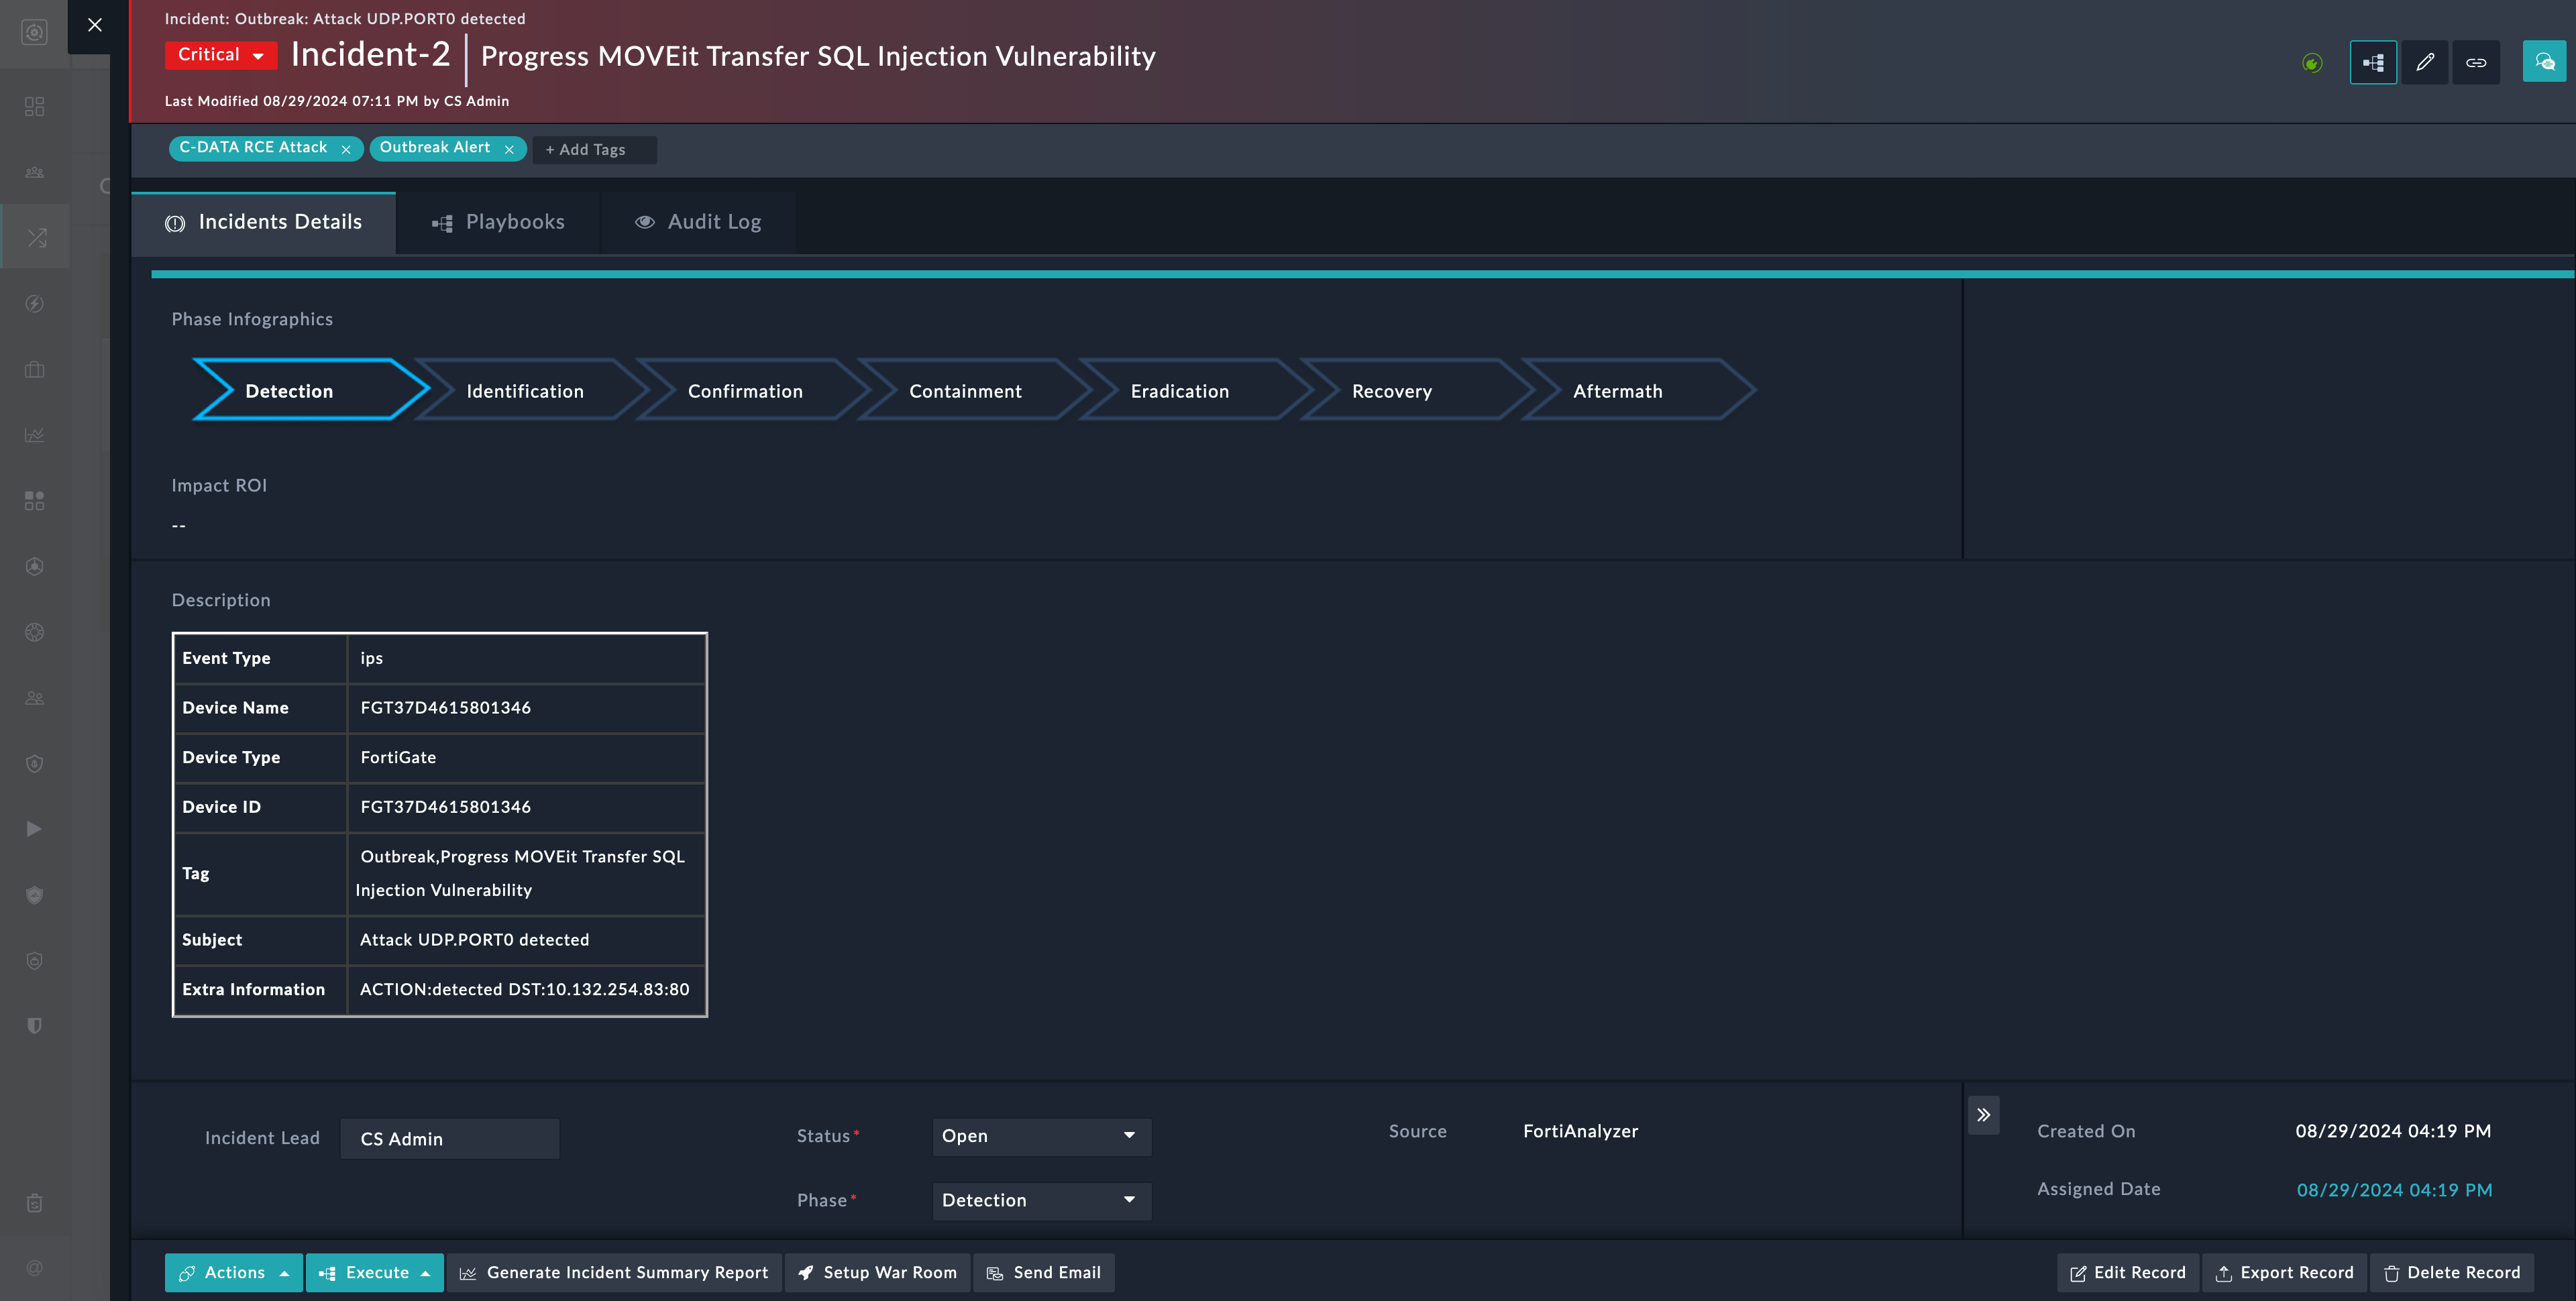 Incident: Outbreak: Attack UDP.PORT0 detected
Critical Incident-2 Progress MOVEit Transfer SQL Injection Vulnerability
Last Modified 08/29/2024 07:11 PM by CS Admin
C-DATA RCE Attack Outbreak Alert + Add Tags
Incidents Details Playbooks Audit Log
Phase Infographics
Detection Identification Confirmation Containment Eradication Recovery Aftermath
Impact ROI
--
Description
Event Type ips
Device Name FGT37D4615801346
Device Type FortiGate
Device ID FGT37D4615801346
Tag Outbreak,Progress MOVEit Transfer SQL
Injection Vulnerability
Subject Attack UDP.PORT0 detected
Extra Information ACTION:detected DST:10.132.254.83:80
Incident Lead CS Admin Status* Open Source FortiAnalyzer Created On 08/29/2024 04:19 PM
Phase* Detection Assigned Date 08/29/2024 04:19 PM
Actions Execute Generate Incident Summary Report Setup War Room Send Email Edit Record Export Record Delete Record